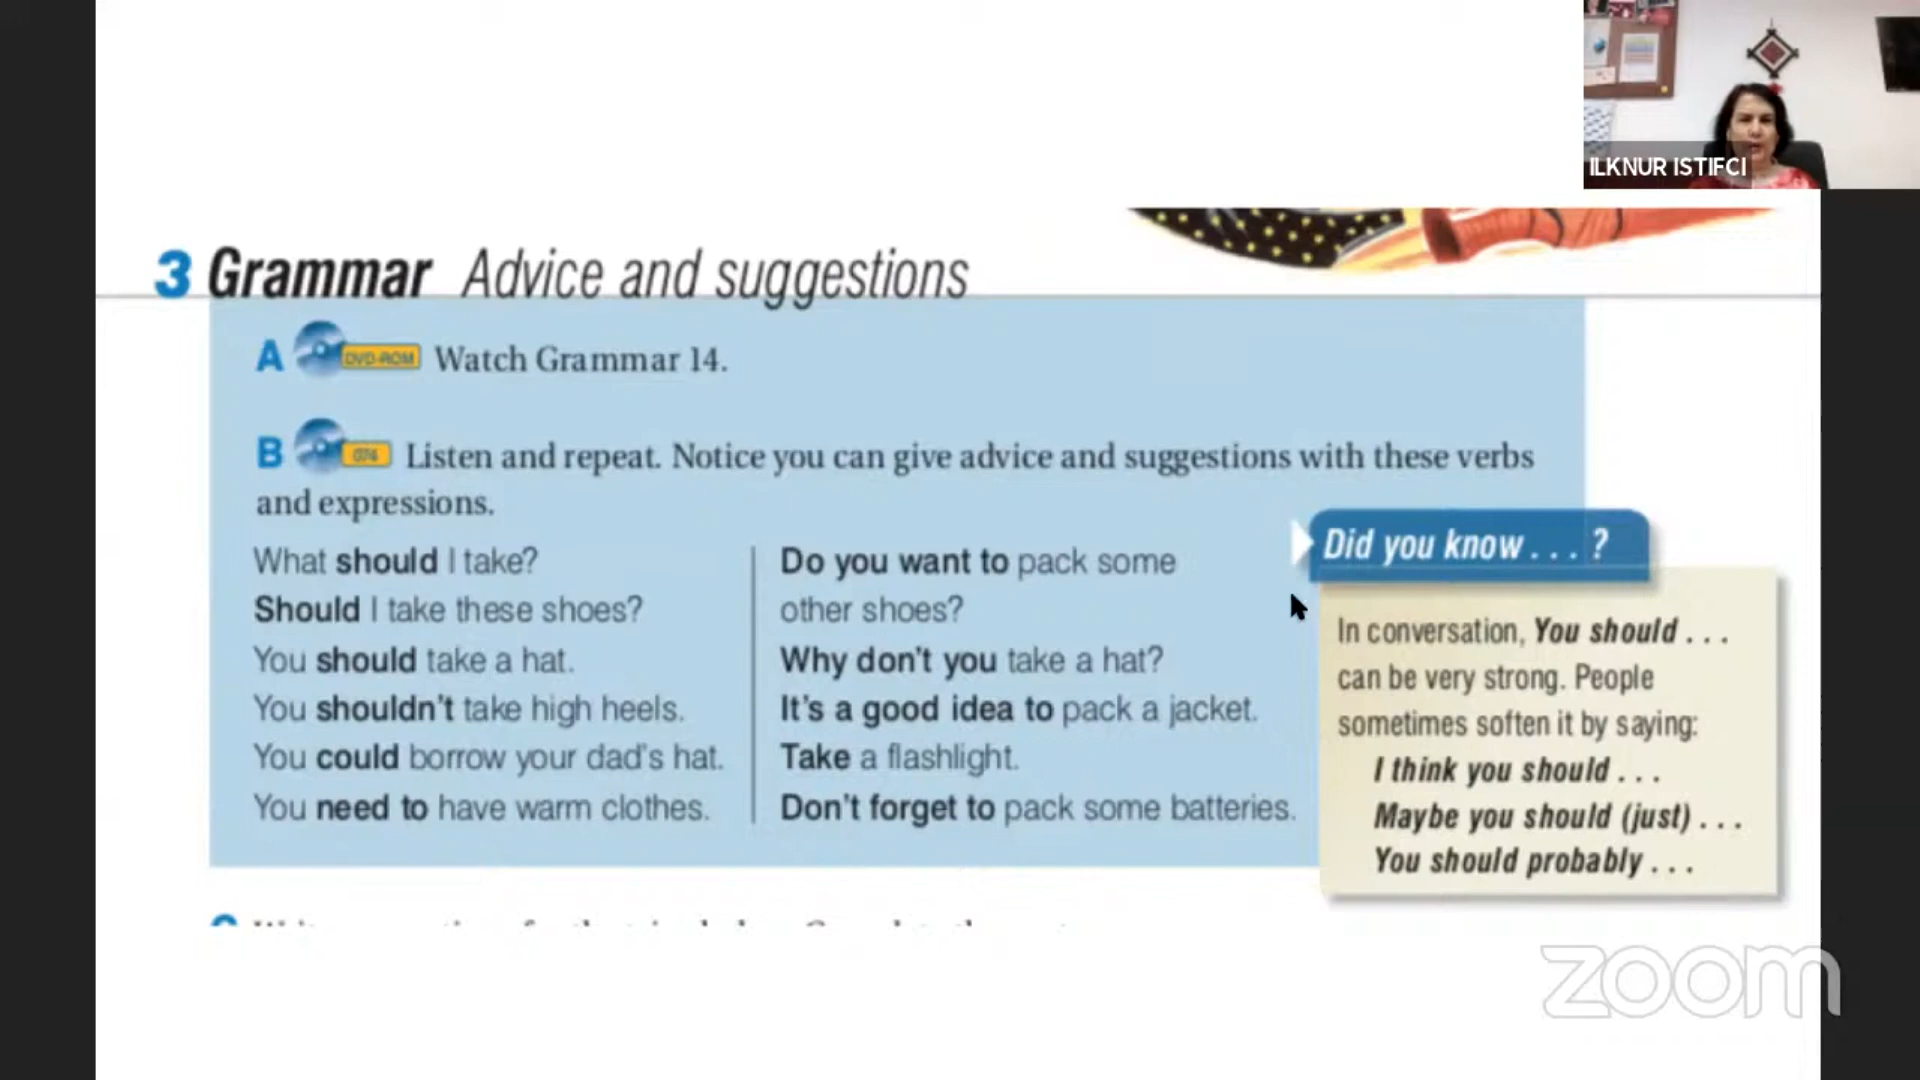 ILKNUR ISTIFCI
3 Grammar Advice and suggestions
A DVD-ROM Watch Grammar 14.
B 074 Listen and repeat. Notice you can give advice and suggestions with these verbs
and expressions.
What should I take?
Should I take these shoes?
You should take a hat.
You shouldn't take high heels.
You could borrow your dad's hat.
You need to have warm clothes.
Do you want to pack some
other shoes?
Why don't you take a hat?
It's a good idea to pack a jacket.
Take a flashlight.
Don't forget to pack some batteries.
Did you know . . . ?
In conversation, You should . . .
can be very strong. People
sometimes soften it by saying:
I think you should . . .
Maybe you should (just) . . .
You should probably . . .
zoom